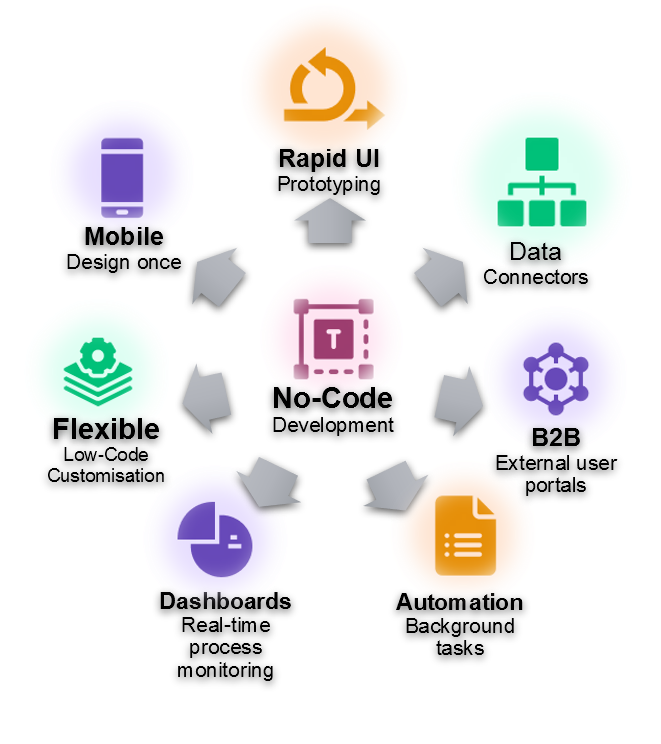 Rapid UI
Prototyping
Mobile
Design once
Data
Connectors
T
No-Code
Development
Flexible
Low-Code
Customisation
B2B
External user
portals
Dashboards
Real-time
process
monitoring
Automation
Background
tasks